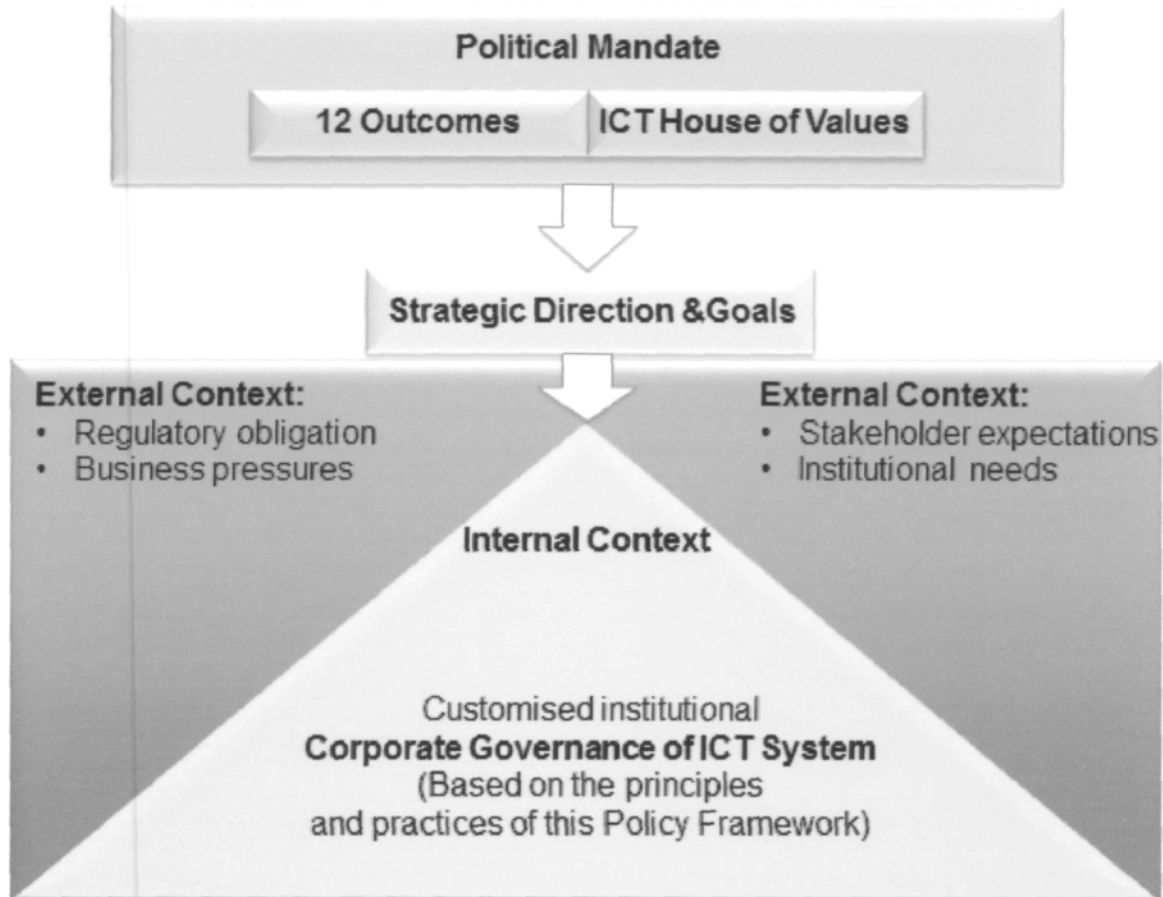 Political Mandate
12 Outcomes
ICT House of Values
Strategic Direction &Goals
External Context:
• Regulatory obligation
• Business pressures
External Context:
• Stakeholder expectations
• Institutional needs
Internal Context
Customised institutional
Corporate Governance of ICT System
(Based on the principles
and practices of this Policy Framework)